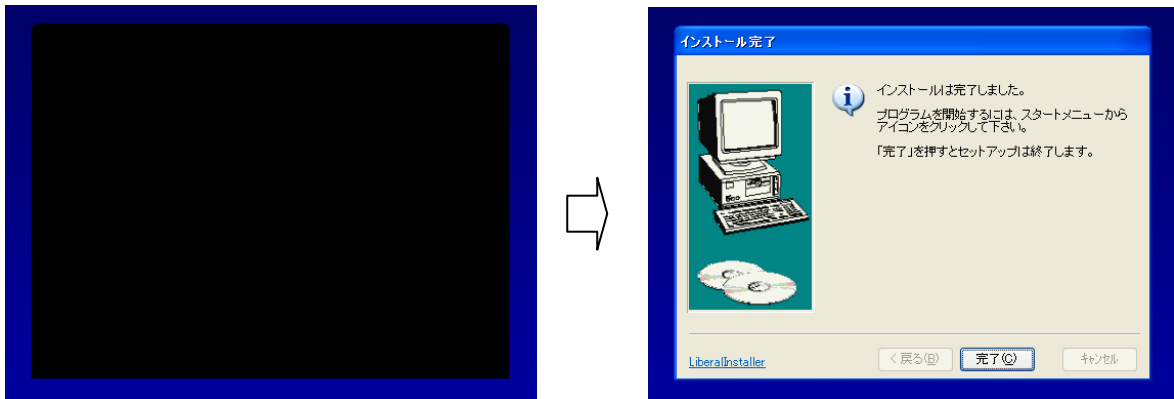 インストール完了
インストールは完了しました。
プログラムを開始するには、スタートメニューから
アイコンをクリックして下さい。
「完了」を押すとセットアップは終了します。
LiberalInstaller
< 戻る(B)
完了(C)
キャンセル